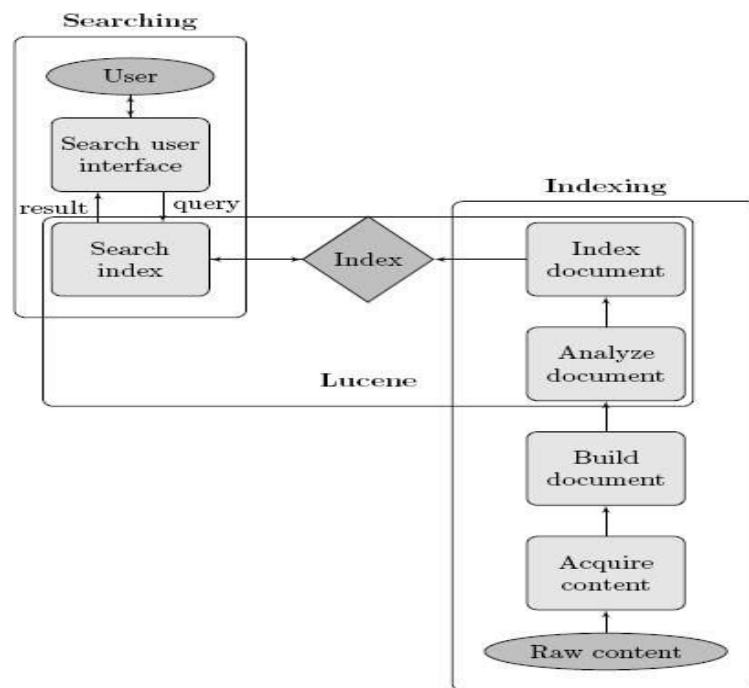 Searching
User
Search user
interface
result
query
Search
index
Index
Lucene
Indexing
Index
document
Analyze
document
Build
document
Acquire
content
Raw content